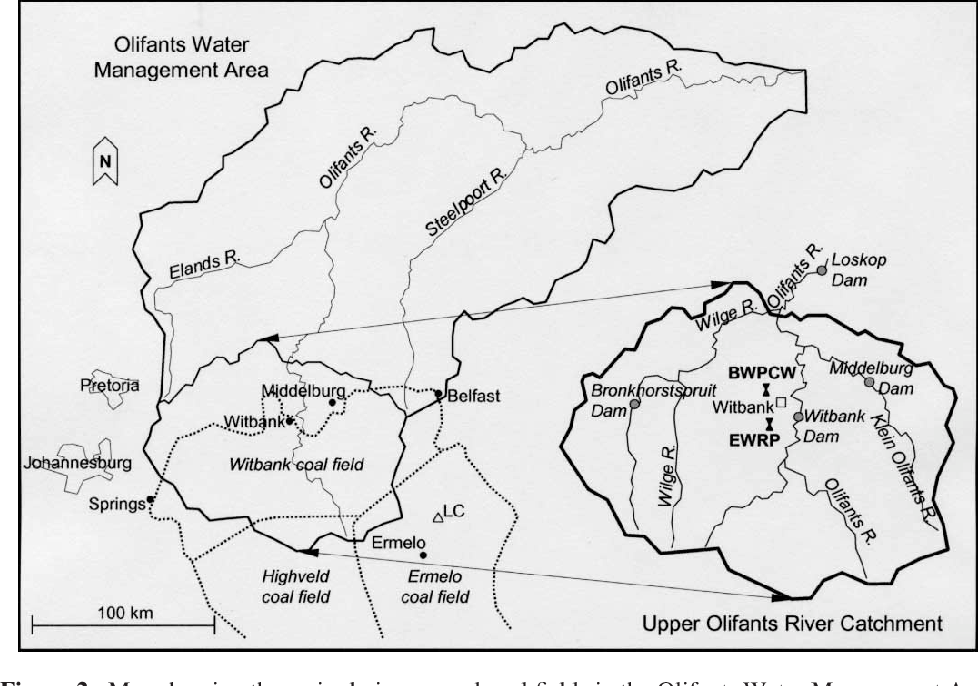 Olifants Water
Management Area
N
Olifants R.
Olifants R.
Steelpoort R.
Elands R.
Olifants R.
Loskop
Dam
Wilge R.
Pretoria
Middelburg
Belfast
Witbank
Johannesburg
Witbank coal field
Springs
LC
Ermelo
Highveld
coal field
Ermelo
coal field
100 km
Bronkhorstspruit
Dam
BWPCW
Middelburg
Dam
Witbank
Witbank
Dam
EWRP
Wilge R.
Klein Olifants R.
Olifants R.
Upper Olifants River Catchment